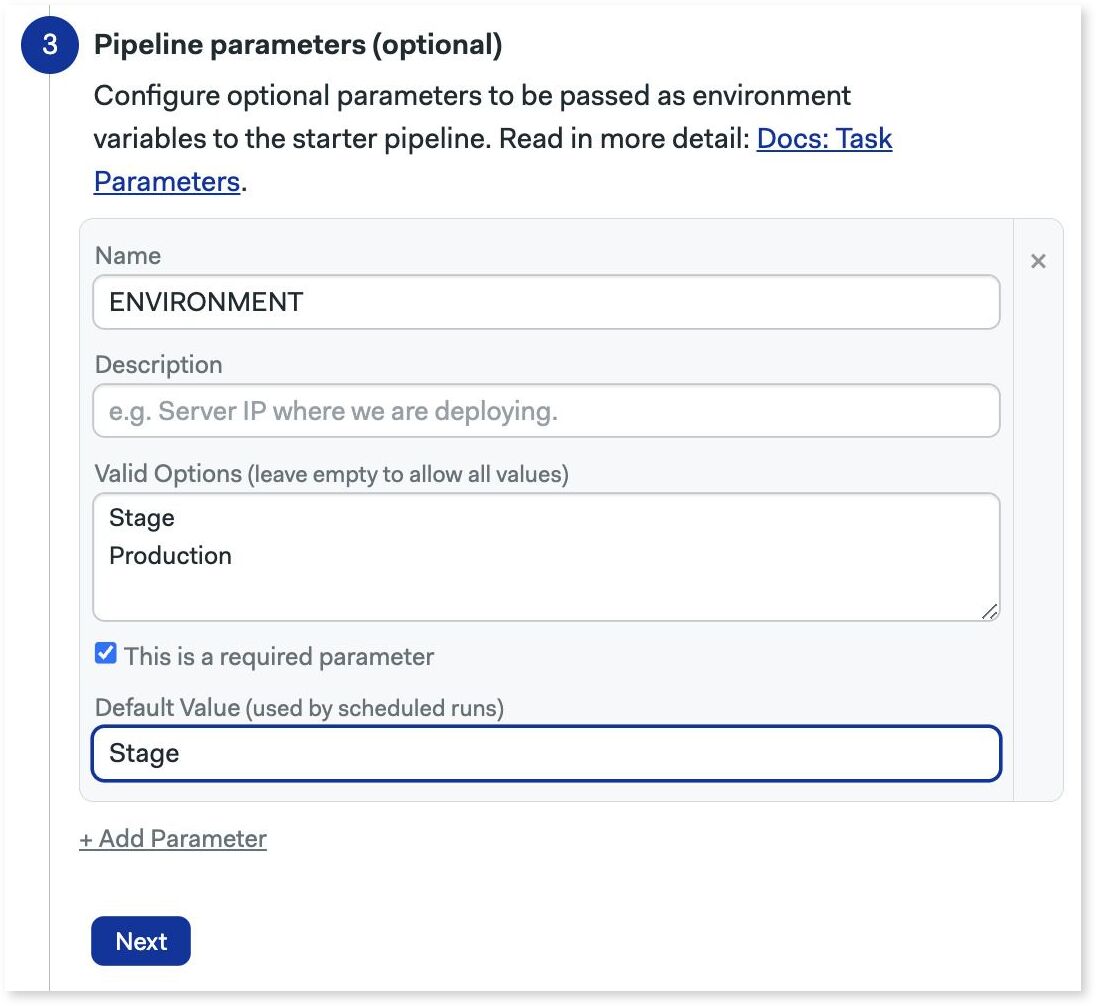 3
Pipeline parameters (optional)
Configure optional parameters to be passed as environment
variables to the starter pipeline. Read in more detail: Docs: Task
Parameters.
Name
×
ENVIRONMENT
Description
e.g. Server IP where we are deploying.
Valid Options (leave empty to allow all values)
Stage
Production
This is a required parameter
Default Value (used by scheduled runs)
Stage
+ Add Parameter
Next